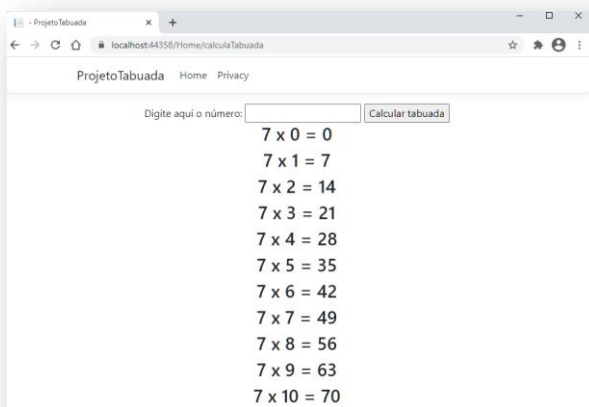 - ProjetoTabuada
localhost:44358/Home/calculaTabuada
ProjetoTabuada Home Privacy
Digite aqui o número: Calcular tabuada
7 x 0 = 0
7 x 1 = 7
7 x 2 = 14
7 x 3 = 21
7 x 4 = 28
7 x 5 = 35
7 x 6 = 42
7 x 7 = 49
7 x 8 = 56
7 x 9 = 63
7 x 10 = 70